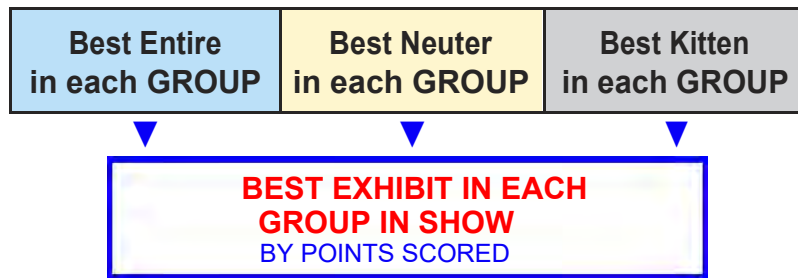 Best Entire
in each GROUP
Best Neuter
in each GROUP
Best Kitten
in each GROUP
BEST EXHIBIT IN EACH
GROUP IN SHOW
BY POINTS SCORED